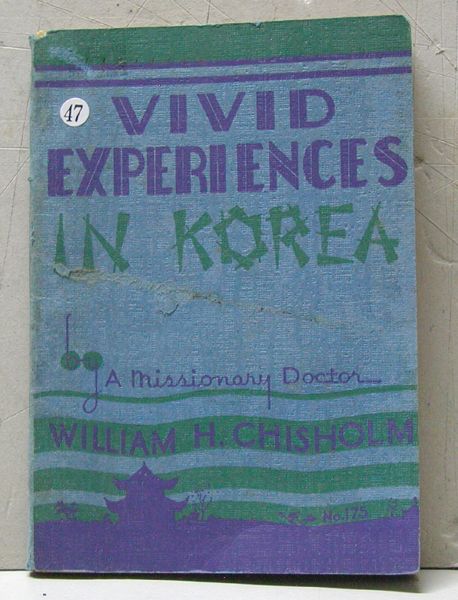 47
VIVID
EXPERIENCES
IN KOREA
by
A Missionary Doctor
WILLIAM H. CHISHOLM
No. 175